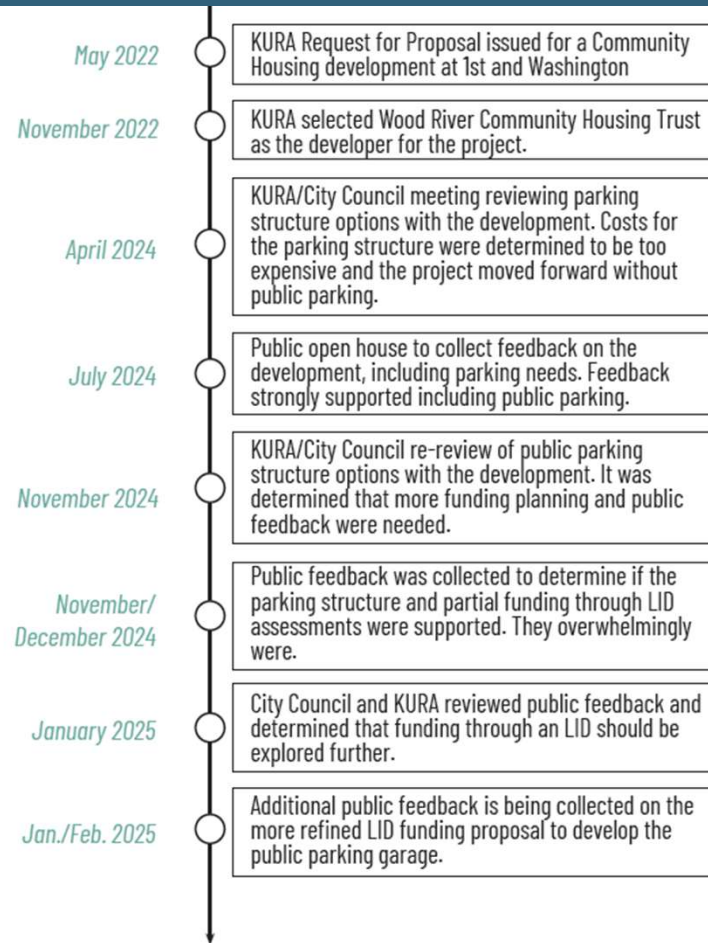 May 2022
KURA Request for Proposal issued for a Community
Housing development at 1st and Washington
November 2022
KURA selected Wood River Community Housing Trust
as the developer for the project.
April 2024
KURA/City Council meeting reviewing parking
structure options with the development. Costs for
the parking structure were determined to be too
expensive and the project moved forward without
public parking.
July 2024
Public open house to collect feedback on the
development, including parking needs. Feedback
strongly supported including public parking.
November 2024
KURA/City Council re-review of public parking
structure options with the development. It was
determined that more funding planning and public
feedback were needed.
November/
December 2024
Public feedback was collected to determine if the
parking structure and partial funding through LID
assessments were supported. They overwhelmingly
were.
January 2025
City Council and KURA reviewed public feedback and
determined that funding through an LID should be
explored further.
Jan./Feb. 2025
Additional public feedback is being collected on the
more refined LID funding proposal to develop the
public parking garage.